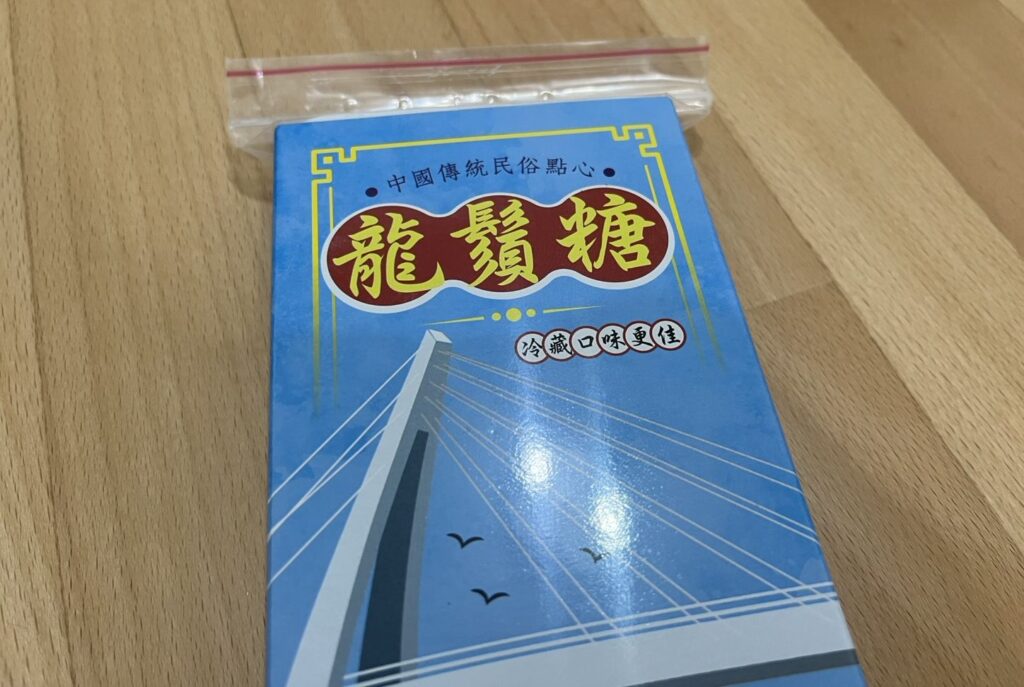 中國傳統民俗點心
龍鬚糖
冷藏口味更佳